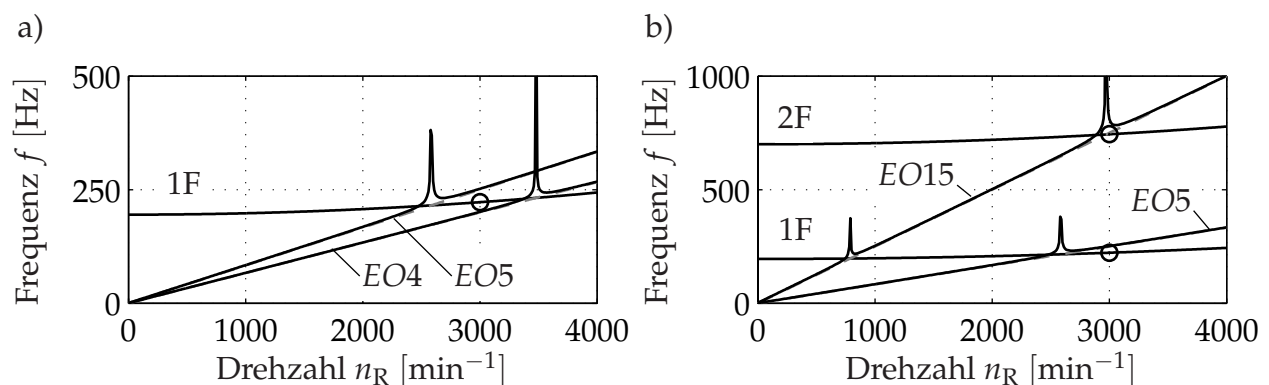 a)
Frequenz f [Hz]
500
250
0
1F
EO4
EO5
0 1000 2000 3000 4000
Drehzahl nR [min−1]
b)
Frequenz f [Hz]
1000
500
0
2F
EO15
1F
EO5
0 1000 2000 3000 4000
Drehzahl nR [min−1]